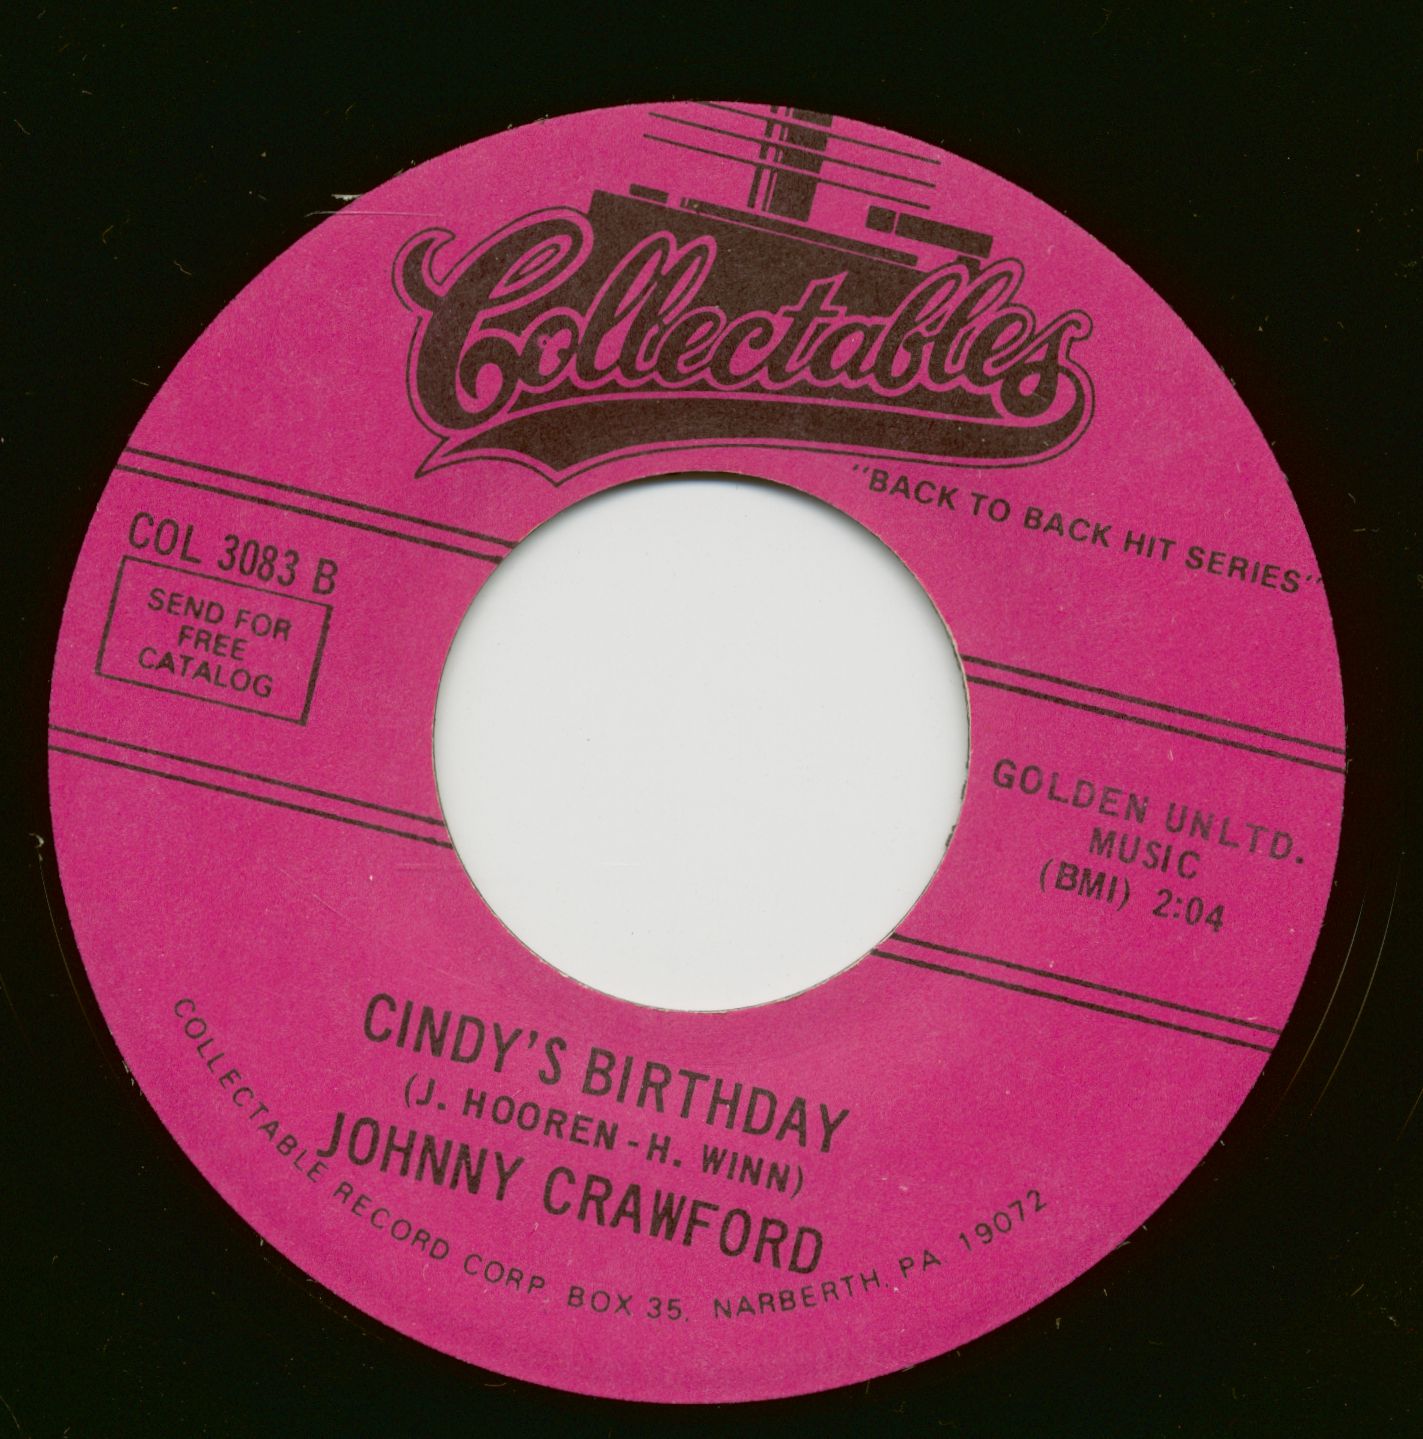 Collectables
"BACK TO BACK HIT SERIES"
COL 3083 B
SEND FOR
FREE
CATALOG
GOLDEN UNLTD.
MUSIC
(BMI) 2:04
CINDY'S BIRTHDAY
(J. HOOREN - H. WINN)
JOHNNY CRAWFORD
COLLECTABLE RECORD CORP. BOX 35, NARBERTH, PA 19072